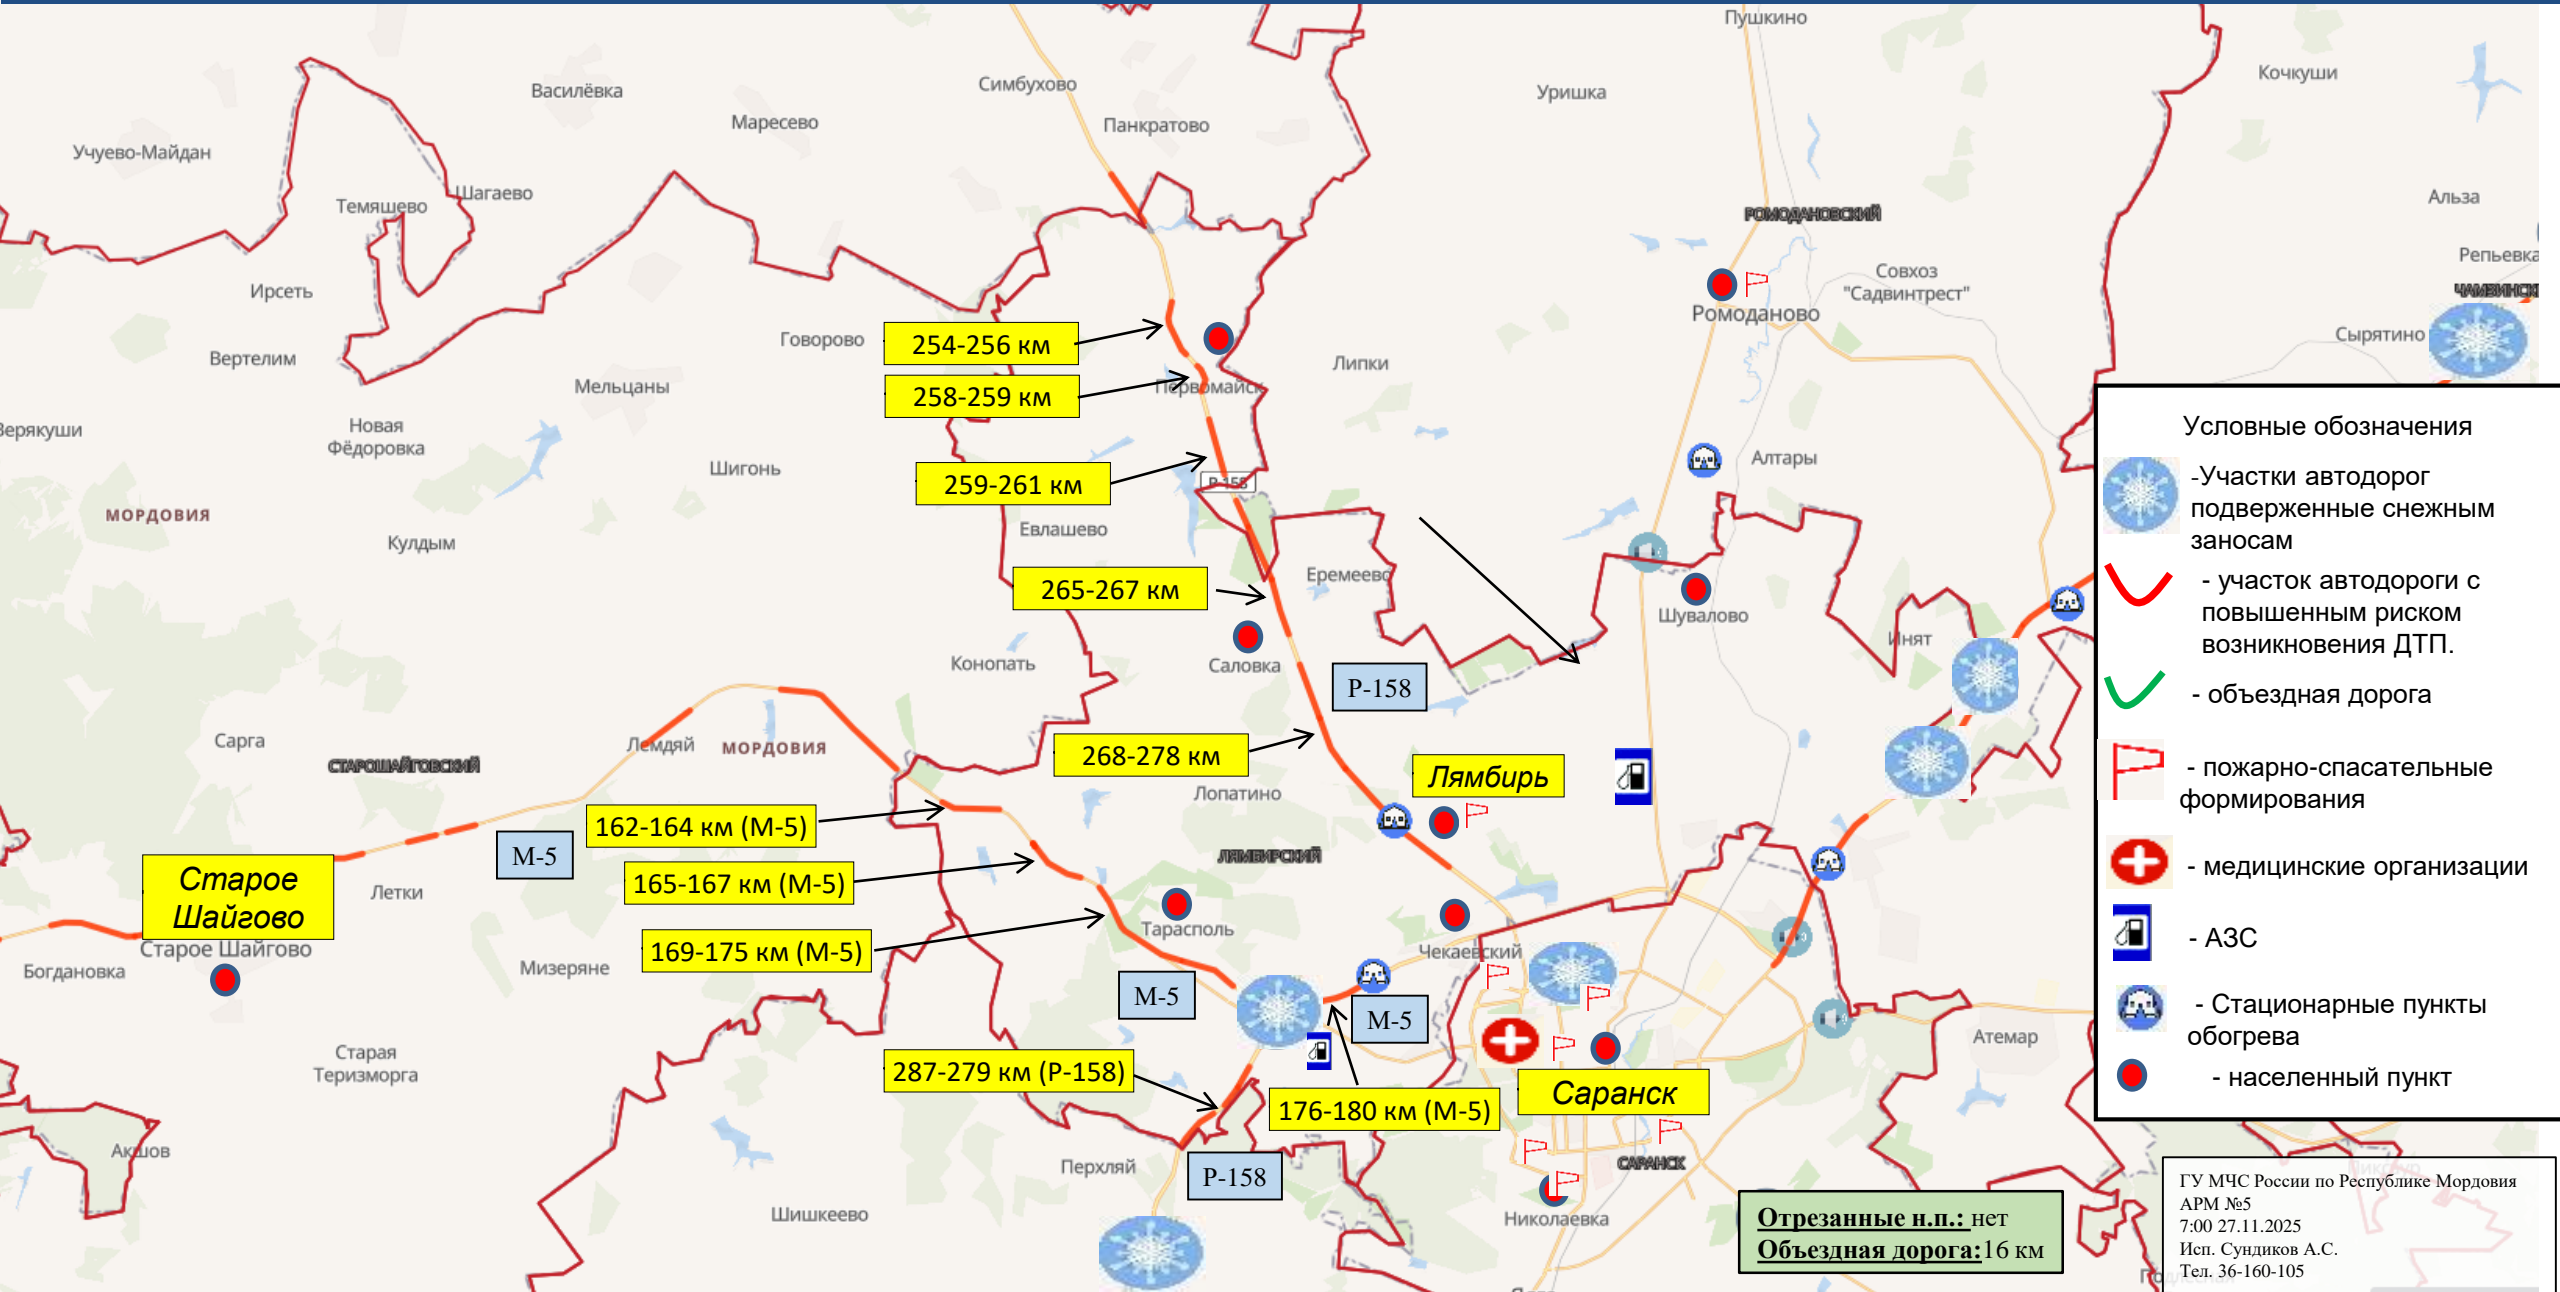 Пушкино
Кочкуши
Симбухово
Василёвка
Уришка
Маресево
Панкратово
Учуево-Майдан
Шагаево
Темяшево
Альза
РОМОДАНОВСКИЙ
Репьевка
Совхоз
"Садвинтрест"
Ирсеть
Ромоданово
Сырятино
Говорово
254-256 км
Вертелим
Липки
Мельцаны
258-259 км
Первомайск
Новая
Фёдоровка
Верякуши
Шигонь
Алтары
259-261 км
Р-158
МОРДОВИЯ
Евлашево
Кулдым
Еремеево
265-267 км
Шувалово
Инят
Конопать
Саловка
Р-158
Сарга
Лемдяй
МОРДОВИЯ
268-278 км
СТАРОШАЙГОВСКИЙ
Лямбирь
Лопатино
162-164 км (М-5)
М-5
ЛЯМБИРСКИЙ
Старое
Шайгово
165-167 км (М-5)
Летки
Тарасполь
169-175 км (М-5)
Старое Шайгово
Чекаевский
Богдановка
Мизеряне
М-5
М-5
Атемар
Старая
Теризморга
287-279 км (Р-158)
Саранск
176-180 км (М-5)
Акшов
Перхляй
САРАНСК
Р-158
Шишкеево
Николаевка
Условные обозначения
-Участки автодорог
подверженные снежным
заносам
- участок автодороги с
повышенным риском
возникновения ДТП.
- объездная дорога
- пожарно-спасательные
формирования
- медицинские организации
- АЗС
- Стационарные пункты
обогрева
- населенный пункт
Отрезанные н.п.: нет
Объездная дорога:16 км
ГУ МЧС России по Республике Мордовия
АРМ №5
7:00 27.11.2025
Исп. Сундиков А.С.
Тел. 36-160-105